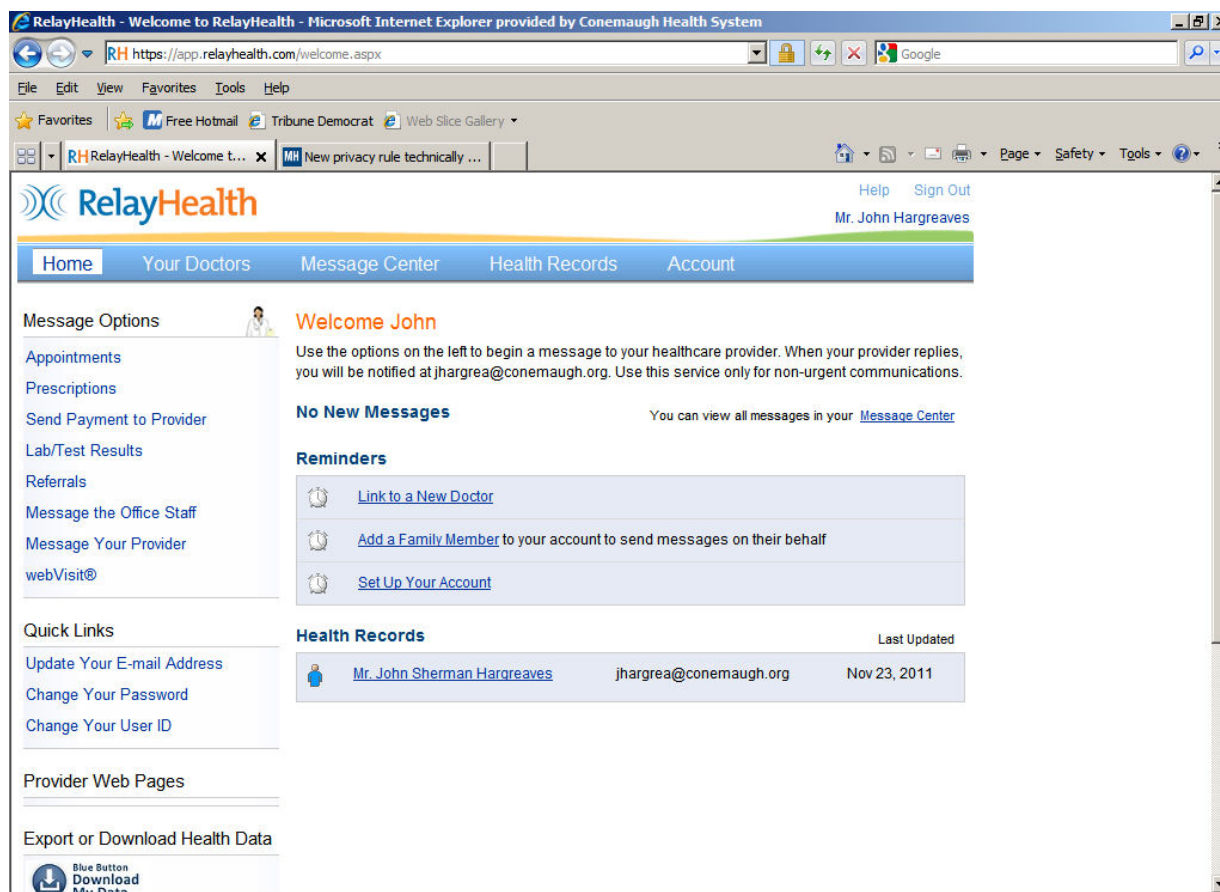 RelayHealth - Welcome to RelayHealth - Microsoft Internet Explorer provided by Conemaugh Health System
RH https://app.relayhealth.com/welcome.aspx
Google
File Edit View Favorites Tools Help
Favorites Free Hotmail Tribune Democrat Web Slice Gallery
RH RelayHealth - Welcome t... X MH New privacy rule technically ...
Page Safety Tools
RelayHealth
Help Sign Out
Mr. John Hargreaves
Home Your Doctors Message Center Health Records Account
Message Options
Appointments
Prescriptions
Send Payment to Provider
Lab/Test Results
Referrals
Message the Office Staff
Message Your Provider
webVisit®
Quick Links
Update Your E-mail Address
Change Your Password
Change Your User ID
Provider Web Pages
Export or Download Health Data
Blue Button
Download
My Data
Welcome John
Use the options on the left to begin a message to your healthcare provider. When your provider replies,
you will be notified at jhargrea@conemaugh.org. Use this service only for non-urgent communications.
No New Messages You can view all messages in your Message Center
Reminders
Link to a New Doctor
Add a Family Member to your account to send messages on their behalf
Set Up Your Account
Health Records Last Updated
Mr. John Sherman Hargreaves jhargrea@conemaugh.org Nov 23, 2011